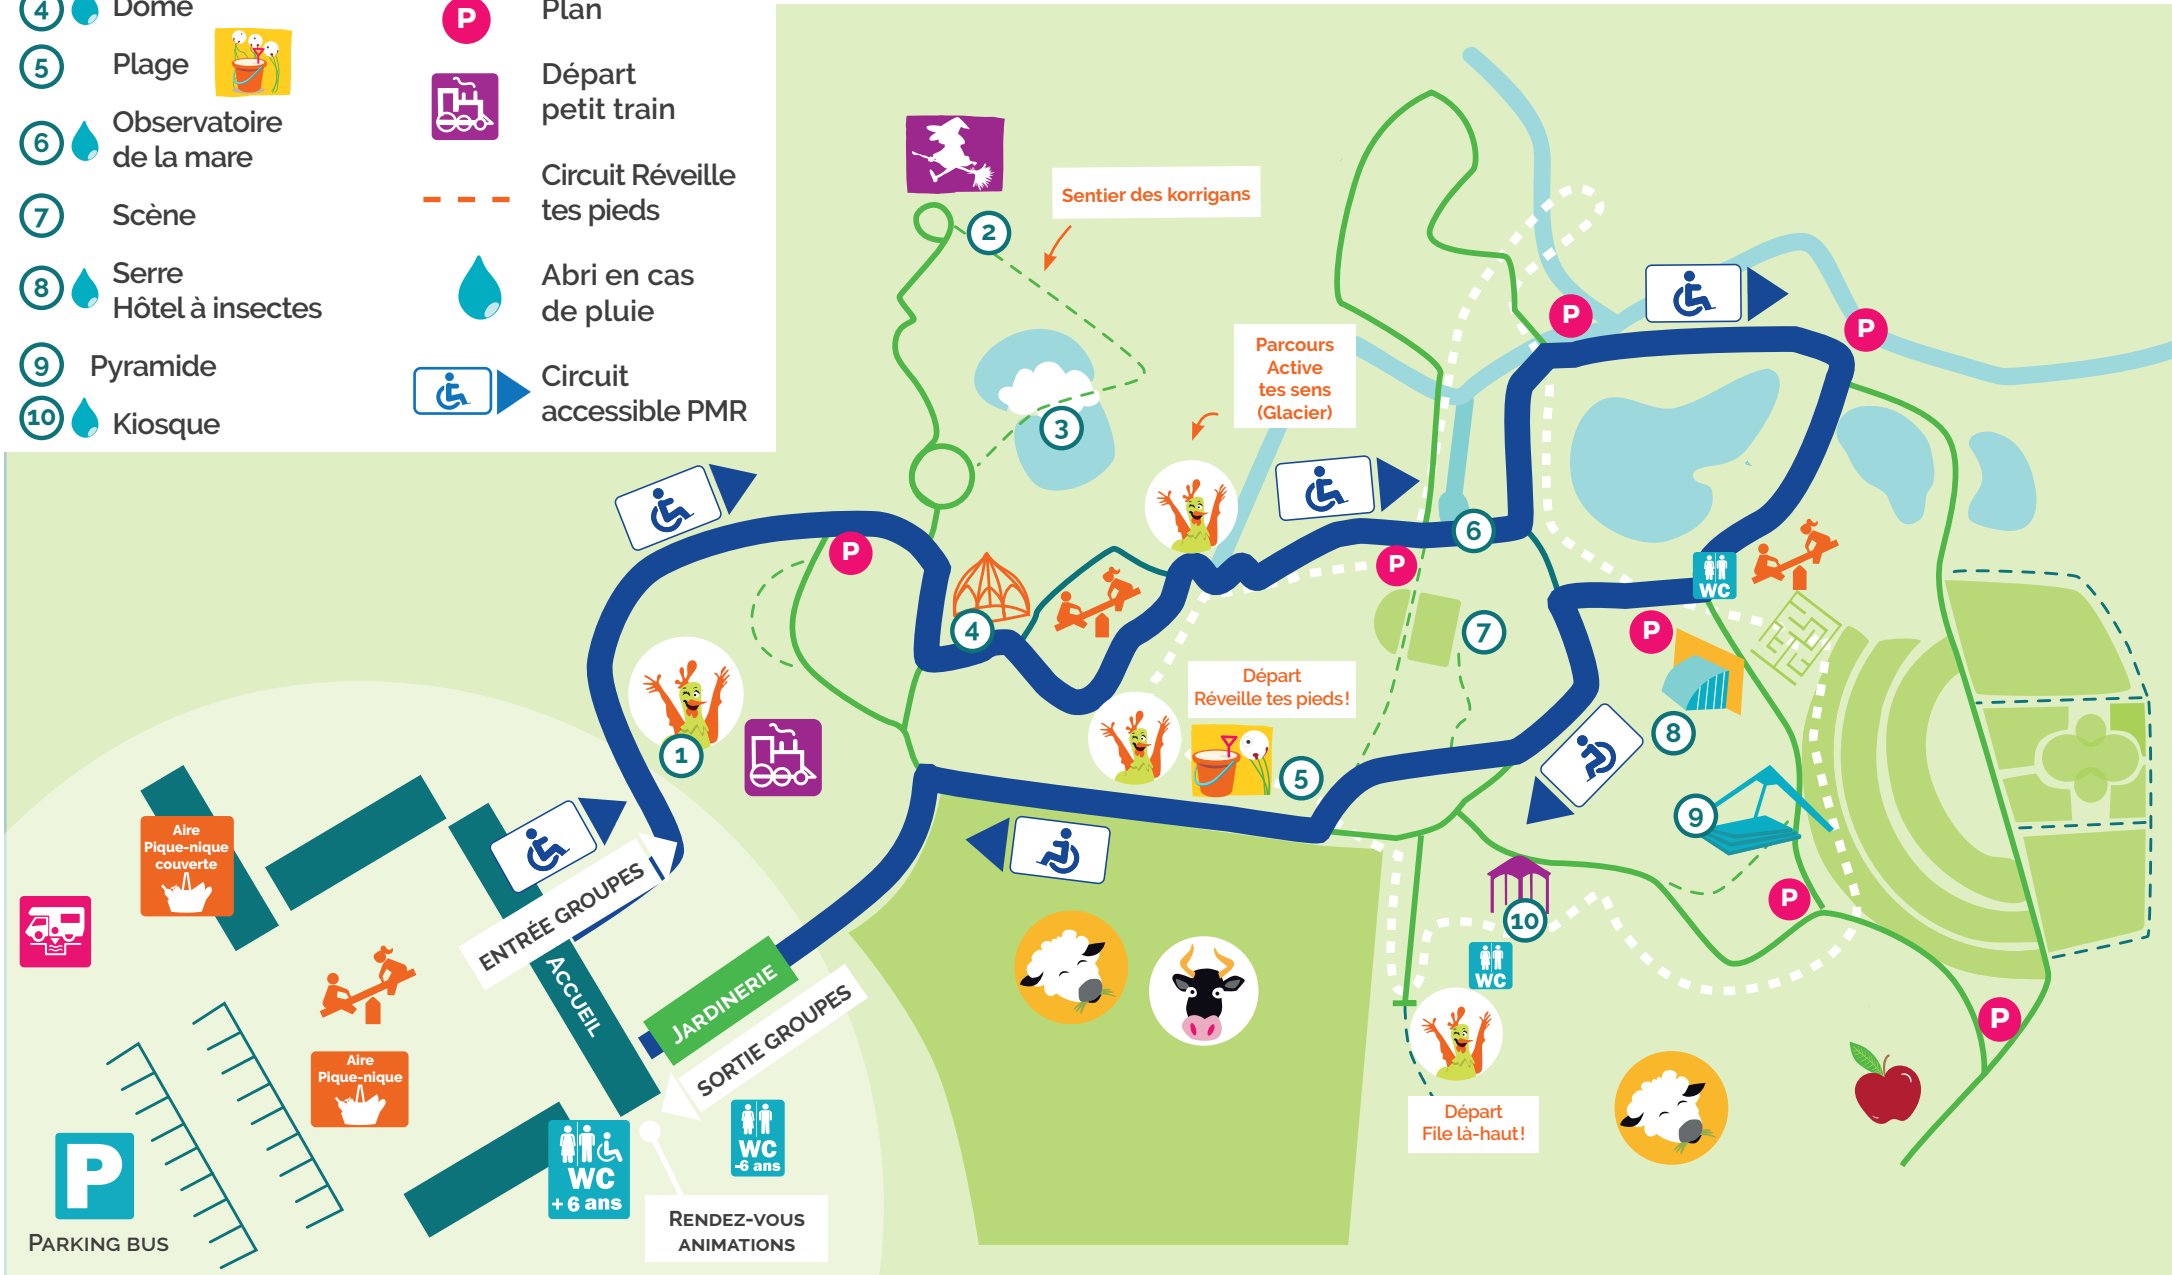 4 Dôme
5 Plage
6 Observatoire
de la mare
7 Scène
8 Serre
Hôtel à insectes
9 Pyramide
10 Kiosque
P Plan
Départ
petit train
Circuit Réveille
tes pieds
Abri en cas
de pluie
Circuit
accessible PMR
2
Sentier des korrigans
3
Parcours
Active
tes sens
(Glacier)
P
P
P
P
6
4
7
WC
P
1
Départ
Réveille tes pieds !
5
8
9
P
10
WC
P
Départ
File là-haut !
Aire
Pique-nique
couverte
ENTRÉE GROUPES
ACCUEIL
JARDINERIE
SORTIE GROUPES
Aire
Pique-nique
P
PARKING BUS
WC
+ 6 ans
WC
-6 ans
RENDEZ-VOUS
ANIMATIONS